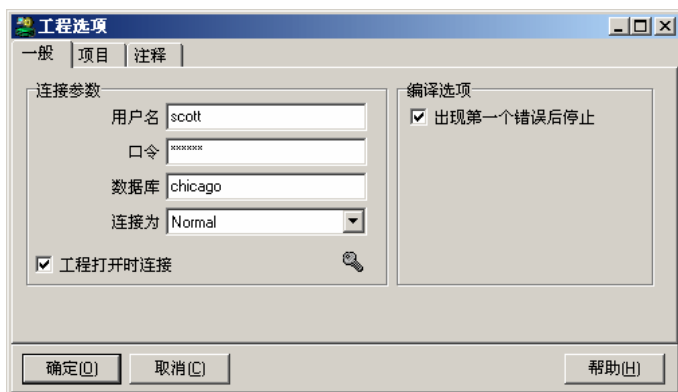 工程选项
一般 项目 注释
连接参数
用户名 scott
口令 ******
数据库 chicago
连接为 Normal
工程打开时连接
编译选项
出现第一个错误后停止
确定(O) 取消(C) 帮助(H)